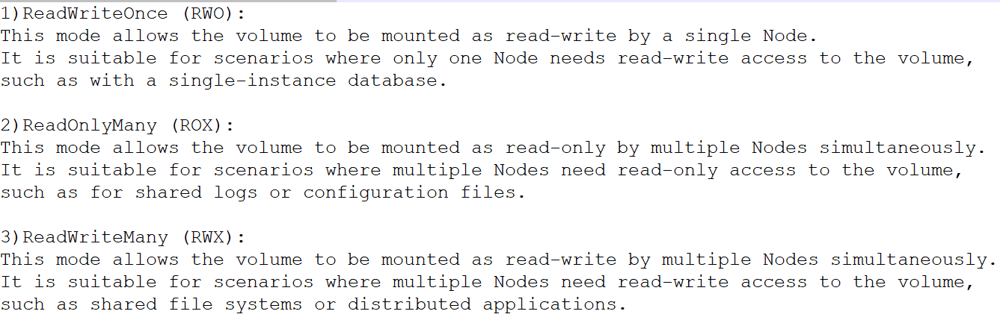 1)ReadWriteOnce (RWO):
This mode allows the volume to be mounted as read-write by a single Node.
It is suitable for scenarios where only one Node needs read-write access to the volume,
such as with a single-instance database.

2)ReadOnlyMany (ROX):
This mode allows the volume to be mounted as read-only by multiple Nodes simultaneously.
It is suitable for scenarios where multiple Nodes need read-only access to the volume,
such as for shared logs or configuration files.

3)ReadWriteMany (RWX):
This mode allows the volume to be mounted as read-write by multiple Nodes simultaneously.
It is suitable for scenarios where multiple Nodes need read-write access to the volume,
such as shared file systems or distributed applications.